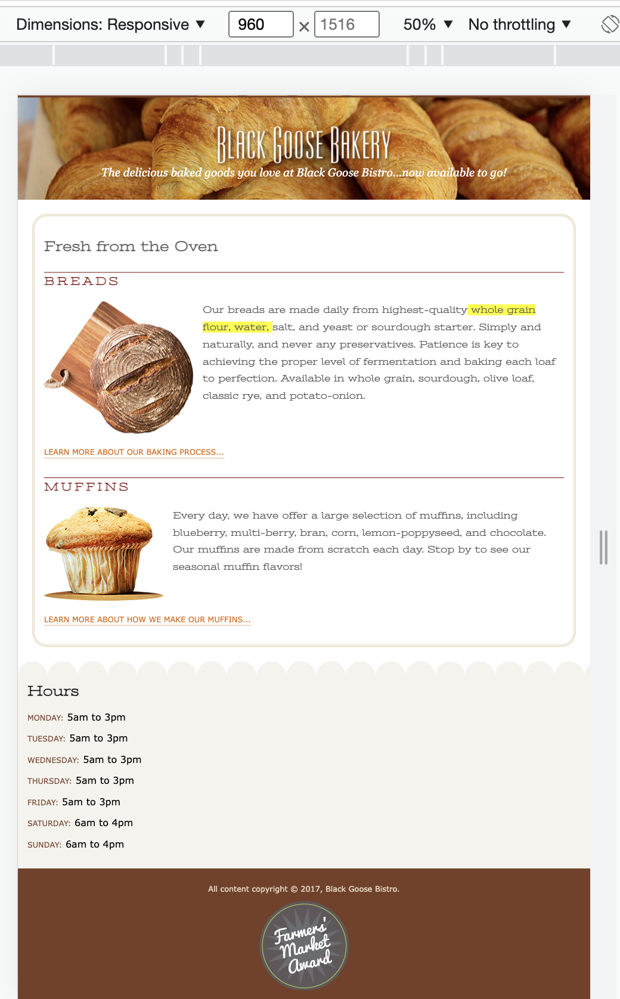 Dimensions: Responsive ▼ 960 × 1516 50% ▼ No throttling ▼
BLACK GOOSE BAKERY
The delicious baked goods you love at Black Goose Bistro...now available to go!
Fresh from the Oven
BREADS
Our breads are made daily from highest-quality whole grain
flour, water, salt, and yeast or sourdough starter. Simply and
naturally, and never any preservatives. Patience is key to
achieving the proper level of fermentation and baking each loaf
to perfection. Available in whole grain, sourdough, olive loaf,
classic rye, and potato-onion.
LEARN MORE ABOUT OUR BAKING PROCESS...
MUFFINS
Every day, we have offer a large selection of muffins, including
blueberry, multi-berry, bran, corn, lemon-poppyseed, and chocolate.
Our muffins are made from scratch each day. Stop by to see our
seasonal muffin flavors!
LEARN MORE ABOUT HOW WE MAKE OUR MUFFINS...
Hours
MONDAY: 5am to 3pm
TUESDAY: 5am to 3pm
WEDNESDAY: 5am to 3pm
THURSDAY: 5am to 3pm
FRIDAY: 5am to 3pm
SATURDAY: 6am to 4pm
SUNDAY: 6am to 4pm
All content copyright © 2017, Black Goose Bistro.
Farmers'
Market
Award